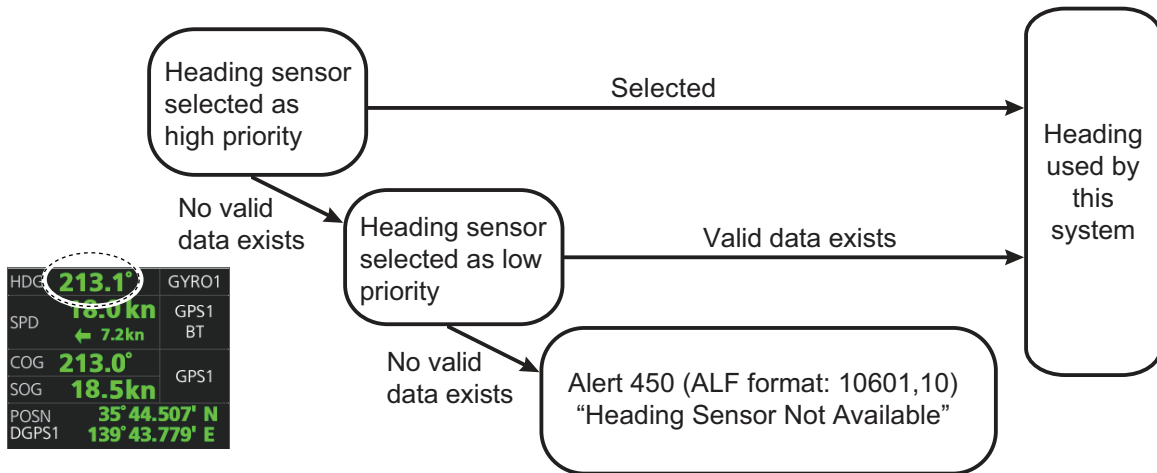 Heading sensor
selected as
high priority
Selected
Heading
used by
this
system
No valid
data exists
Heading sensor
selected as low
priority
Valid data exists
No valid
data exists
Alert 450 (ALF format: 10601,10)
“Heading Sensor Not Available”
HDG 213.1° GYRO1
SPD 18.0 kn GPS1
7.2kn BT
COG 213.0°
GPS1
SOG 18.5kn
POSN 35° 44.507' N
DGPS1 139° 43.779' E